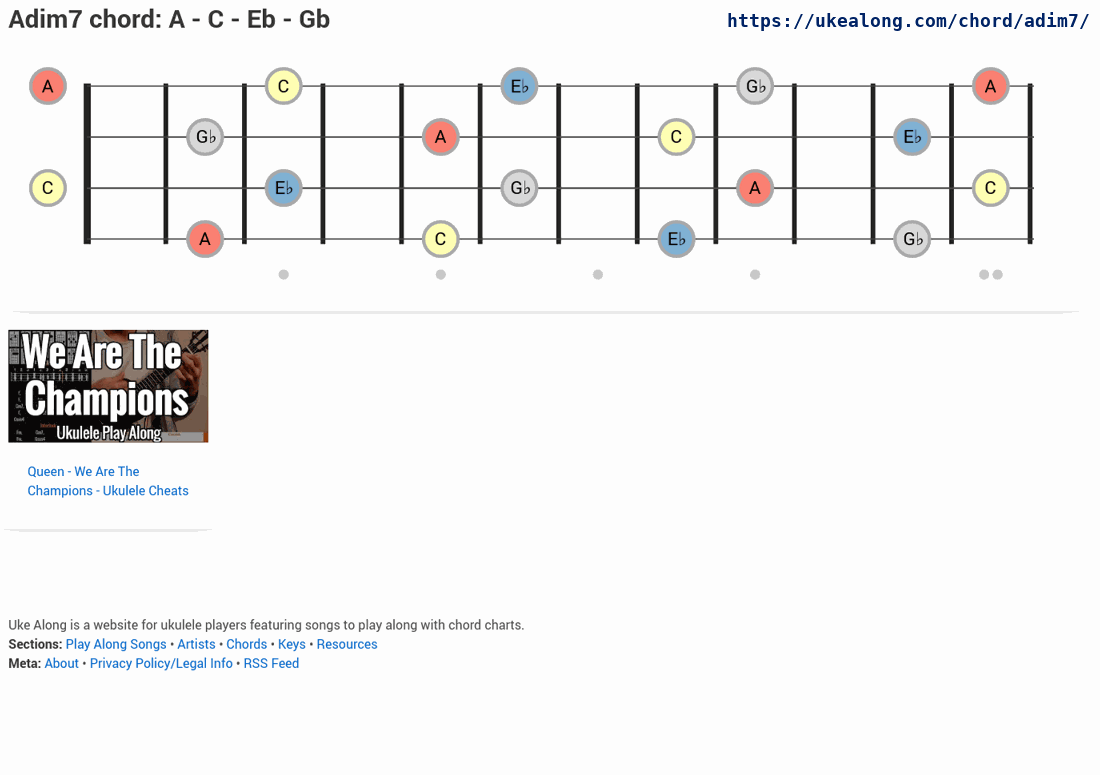 Adim7 chord: A - C - Eb - Gb
https://ukealong.com/chord/adim7/
A C E♭ G♭ A
G♭ A C E♭
C E♭ G♭ A C
A C E♭ G♭
We Are The
Champions
Ukulele Play Along
Queen - We Are The
Champions - Ukulele Cheats
Uke Along is a website for ukulele players featuring songs to play along with chord charts.
Sections: Play Along Songs • Artists • Chords • Keys • Resources
Meta: About • Privacy Policy/Legal Info • RSS Feed